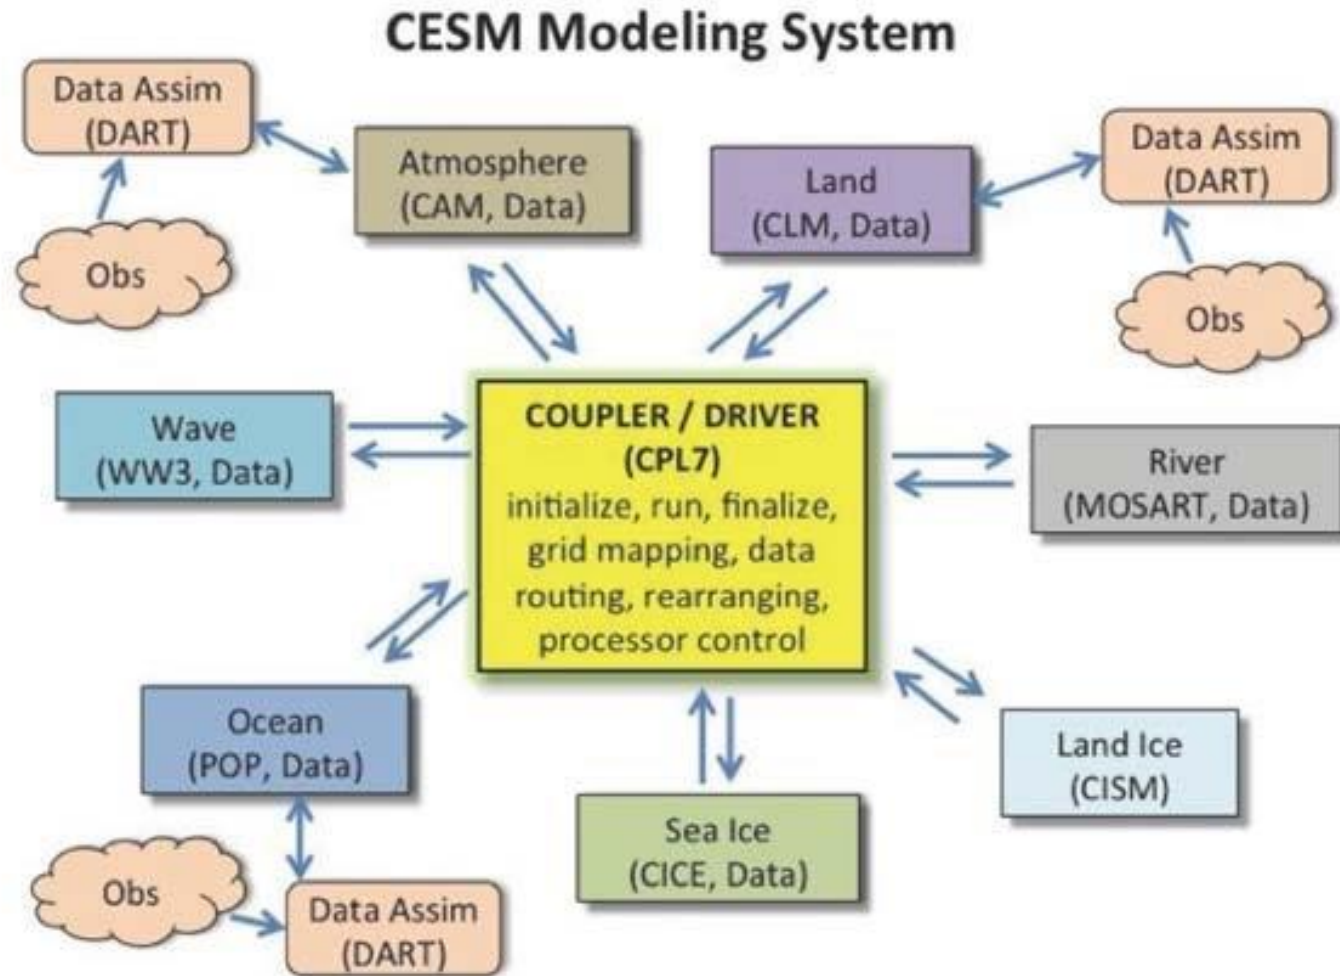 CESM Modeling System
Data Assim
(DART)
Atmosphere
(CAM, Data)
Land
(CLM, Data)
Data Assim
(DART)
Obs
Obs
Wave
(WW3, Data)
COUPLER / DRIVER
(CPL7)
initialize, run, finalize,
grid mapping, data
routing, rearranging,
processor control
River
(MOSART, Data)
Ocean
(POP, Data)
Land Ice
(CISM)
Sea Ice
(CICE, Data)
Obs
Data Assim
(DART)